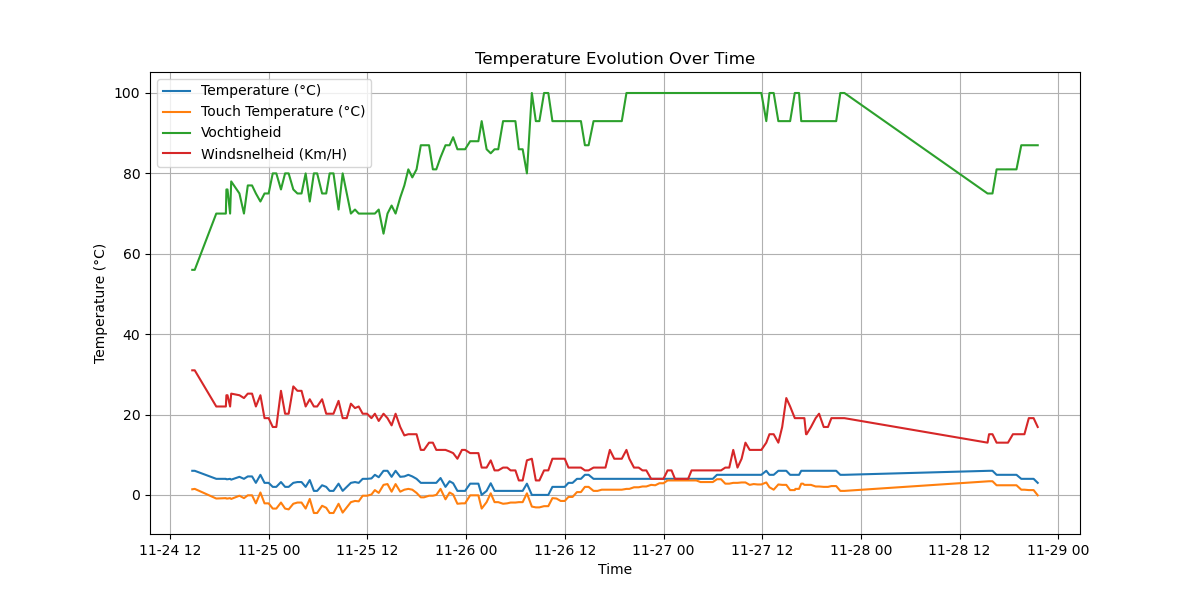 Temperature Evolution Over Time
Temperature (°C)
Touch Temperature (°C)
Vochtigheid
Windsnelheid (Km/H)
Temperature (°C)
100
80
60
40
20
0
11-24 12
11-25 00
11-25 12
11-26 00
11-26 12
11-27 00
11-27 12
11-28 00
11-28 12
11-29 00
Time